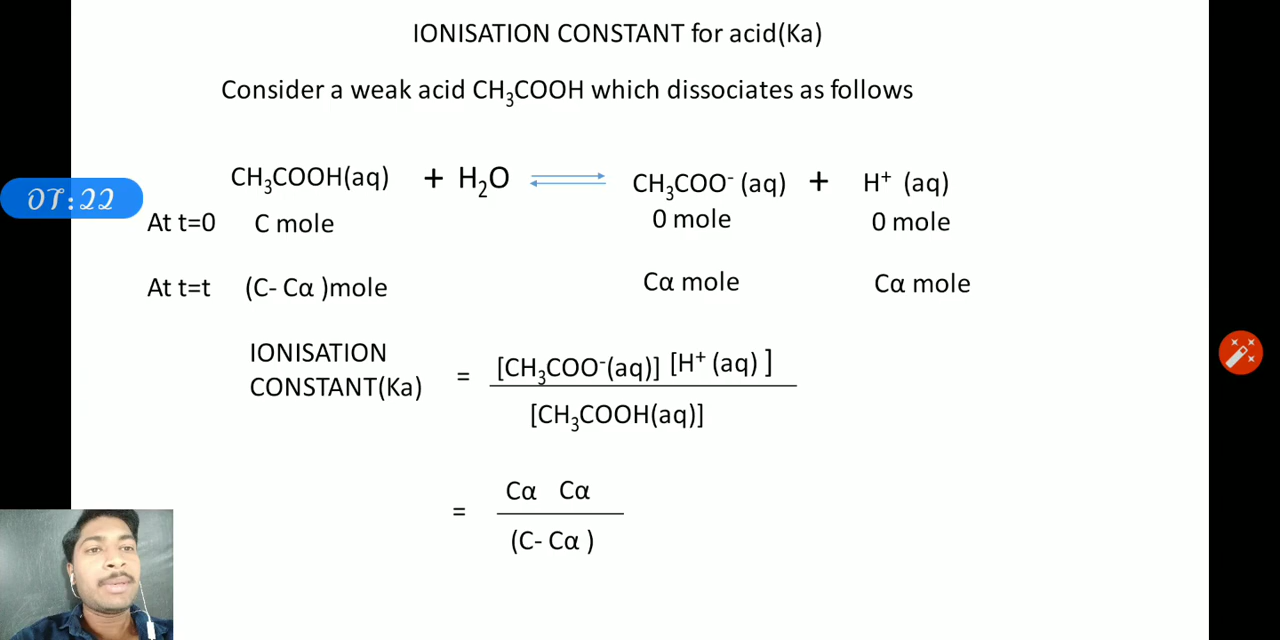 IONISATION CONSTANT for acid(Ka)
Consider a weak acid CH₃COOH which dissociates as follows
CH₃COOH(aq) + H₂O ⇌ CH₃COO⁻ (aq) + H⁺ (aq)
07:22
At t=0 C mole 0 mole 0 mole
At t=t (C- Cα )mole Cα mole Cα mole
IONISATION
CONSTANT(Ka) = [CH₃COO⁻(aq)] [H⁺ (aq) ]
[CH₃COOH(aq)]
= Cα Cα
(C- Cα )